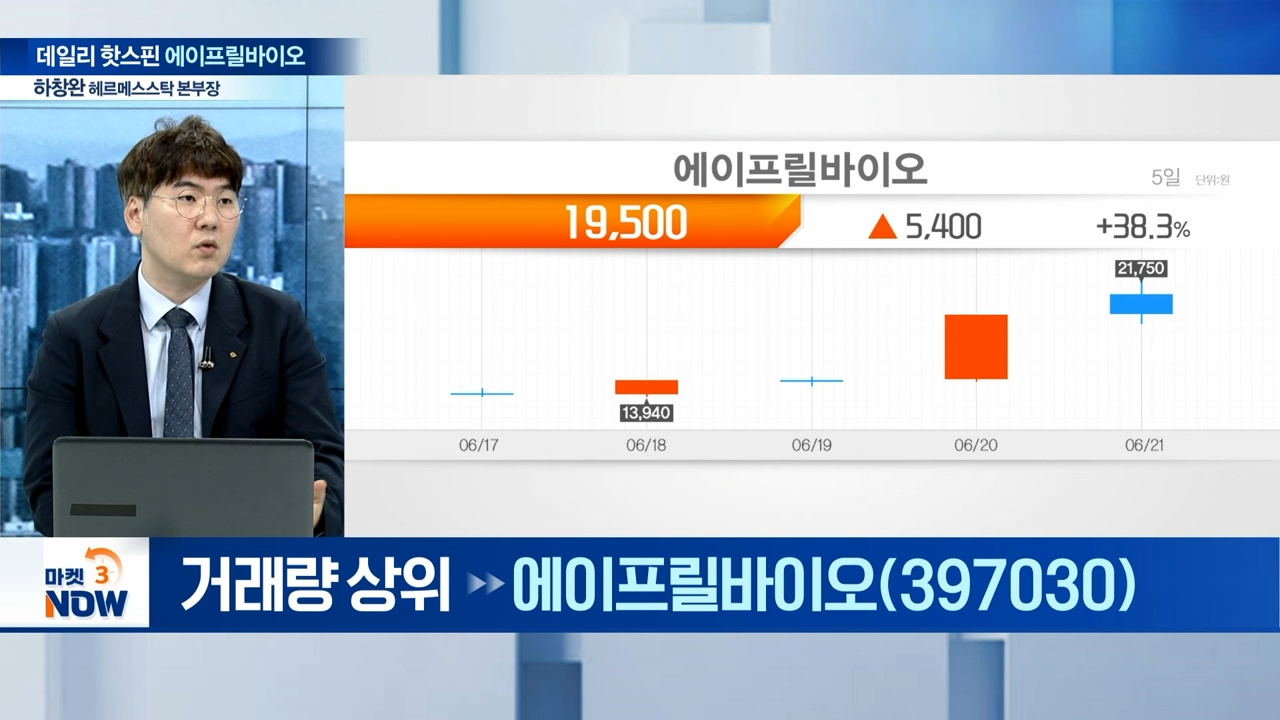 데일리 핫스핀 에이프릴바이오
하창완 헤르메스스탁 본부장
에이프릴바이오
5일 단위:원
19,500 ▲ 5,400 +38.3%
21,750
13,940
06/17 06/18 06/19 06/20 06/21
마켓 3
NOW
거래량 상위 ▶▶ 에이프릴바이오(397030)